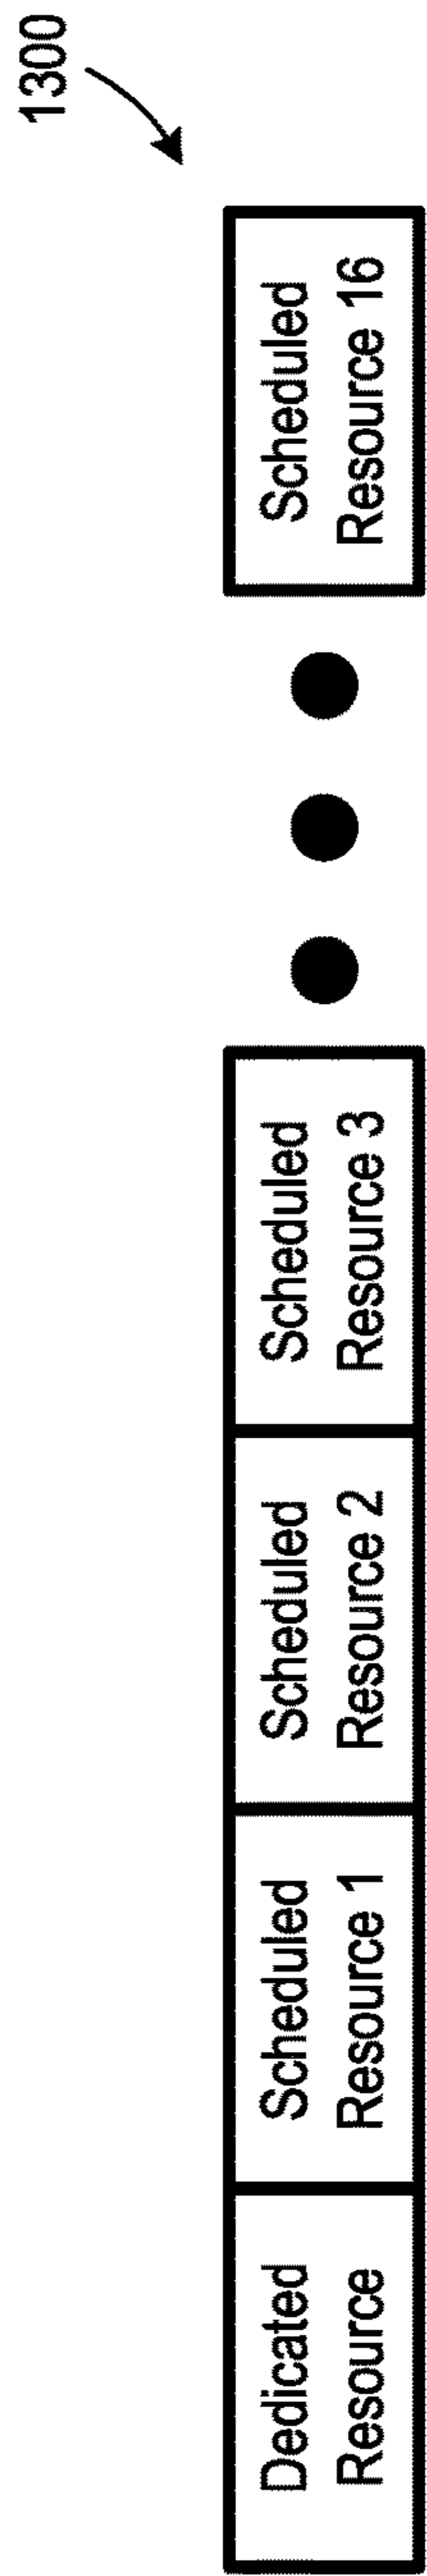 1300
Dedicated
Resource
Scheduled
Resource 1
Scheduled
Resource 2
Scheduled
Resource 3
Scheduled
Resource 16